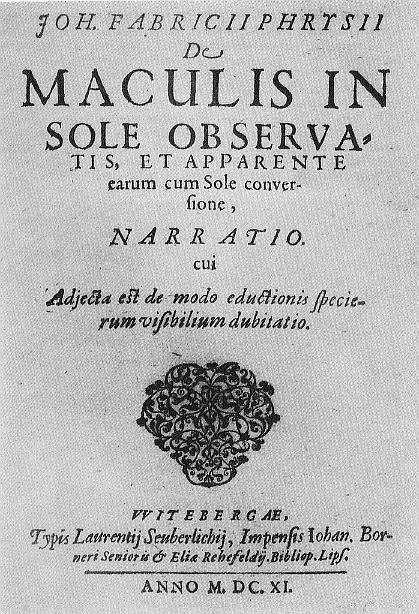 JOH. FABRICII PHRYSII
De
MACULIS IN
SOLE OBSERVA-
TIS, ET APPARENTE
earum cum Sole conver-
sione,
NARRATIO.
cui
Adjecta est de modo eductionis specie-
rum visibilium dubitatio.
VVITEBERGAE,
Typis Laurentij Seuberlichij, Impensis Iohan. Bor-
neri Senioris & Eliæ Rehefeldij. Bibliop. Lips.
ANNO M. DC. XI.